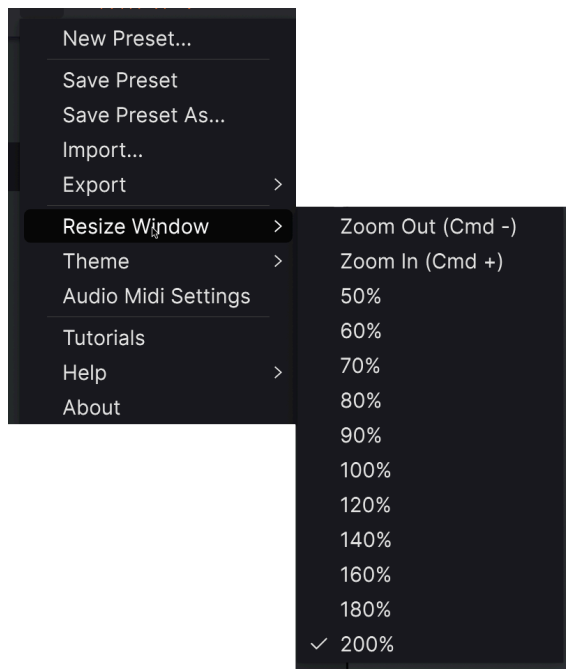 New Preset...
Save Preset
Save Preset As...
Import...
Export
Resize Window
Theme
Audio Midi Settings
Tutorials
Help
About
Zoom Out (Cmd -)
Zoom In (Cmd +)
50%
60%
70%
80%
90%
100%
120%
140%
160%
180%
200%